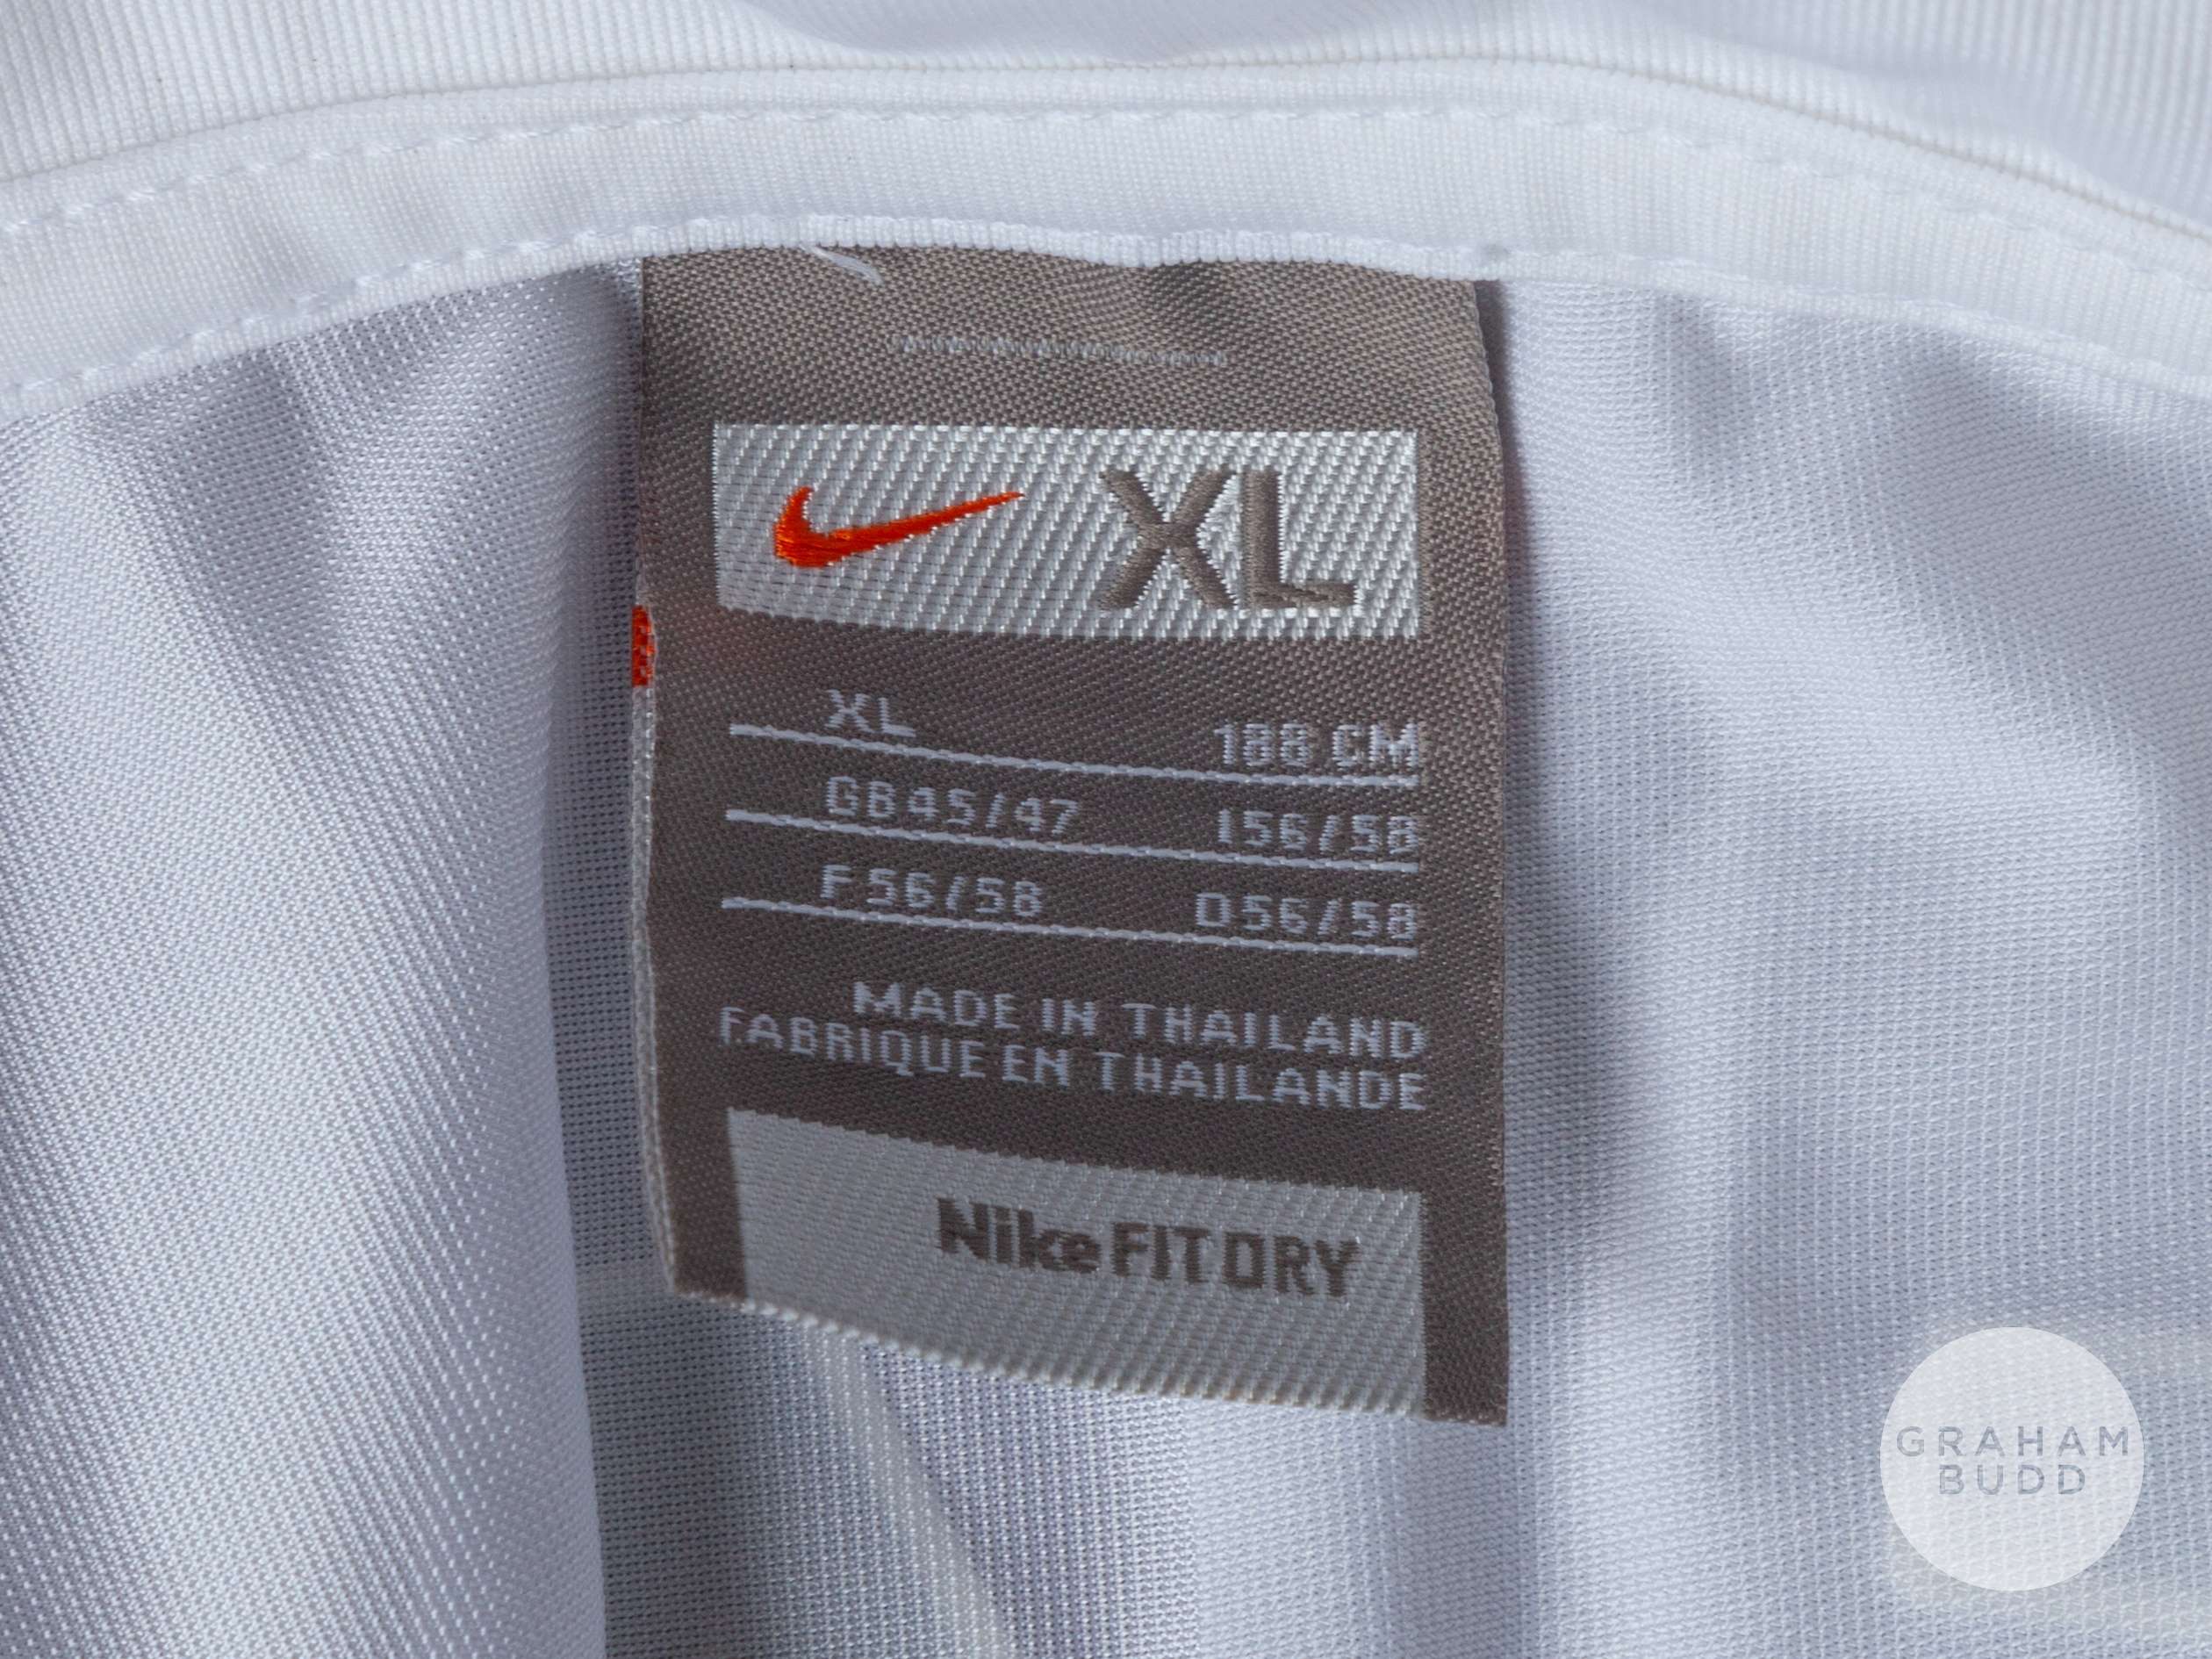 XL
XL 188 CM
GB45/47 I56/58
F56/58 D56/58
MADE IN THAILAND
FABRIQUE EN THAILANDE
Nike FIT DRY
GRAHAM
BUDD